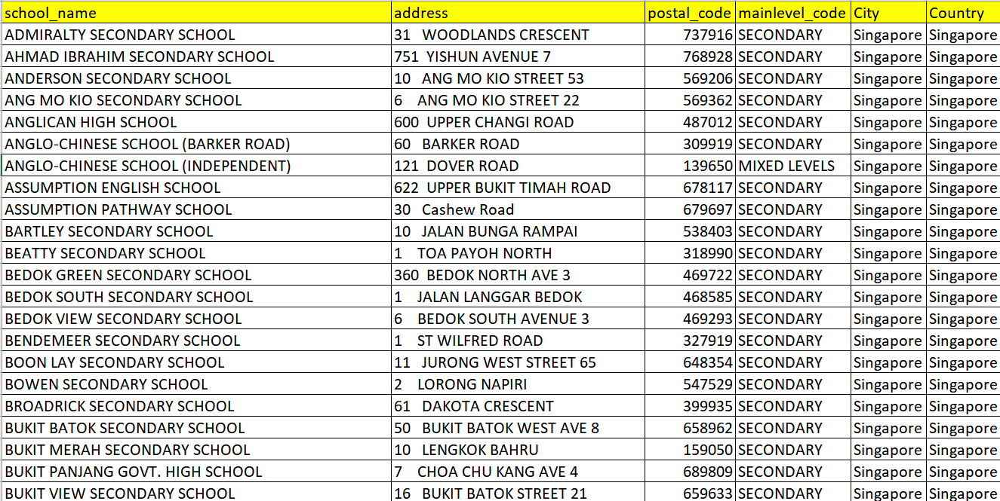 school_name address postal_code mainlevel_code City Country
ADMIRALTY SECONDARY SCHOOL 31 WOODLANDS CRESCENT 737916 SECONDARY Singapore Singapore
AHMAD IBRAHIM SECONDARY SCHOOL 751 YISHUN AVENUE 7 768928 SECONDARY Singapore Singapore
ANDERSON SECONDARY SCHOOL 10 ANG MO KIO STREET 53 569206 SECONDARY Singapore Singapore
ANG MO KIO SECONDARY SCHOOL 6 ANG MO KIO STREET 22 569362 SECONDARY Singapore Singapore
ANGLICAN HIGH SCHOOL 600 UPPER CHANGI ROAD 487012 SECONDARY Singapore Singapore
ANGLO-CHINESE SCHOOL (BARKER ROAD) 60 BARKER ROAD 309919 SECONDARY Singapore Singapore
ANGLO-CHINESE SCHOOL (INDEPENDENT) 121 DOVER ROAD 139650 MIXED LEVELS Singapore Singapore
ASSUMPTION ENGLISH SCHOOL 622 UPPER BUKIT TIMAH ROAD 678117 SECONDARY Singapore Singapore
ASSUMPTION PATHWAY SCHOOL 30 Cashew Road 679697 SECONDARY Singapore Singapore
BARTLEY SECONDARY SCHOOL 10 JALAN BUNGA RAMPAI 538403 SECONDARY Singapore Singapore
BEATTY SECONDARY SCHOOL 1 TOA PAYOH NORTH 318990 SECONDARY Singapore Singapore
BEDOK GREEN SECONDARY SCHOOL 360 BEDOK NORTH AVE 3 469722 SECONDARY Singapore Singapore
BEDOK SOUTH SECONDARY SCHOOL 1 JALAN LANGGAR BEDOK 468585 SECONDARY Singapore Singapore
BEDOK VIEW SECONDARY SCHOOL 6 BEDOK SOUTH AVENUE 3 469293 SECONDARY Singapore Singapore
BENDEMEER SECONDARY SCHOOL 1 ST WILFRED ROAD 327919 SECONDARY Singapore Singapore
BOON LAY SECONDARY SCHOOL 11 JURONG WEST STREET 65 648354 SECONDARY Singapore Singapore
BOWEN SECONDARY SCHOOL 2 LORONG NAPIRI 547529 SECONDARY Singapore Singapore
BROADRICK SECONDARY SCHOOL 61 DAKOTA CRESCENT 399935 SECONDARY Singapore Singapore
BUKIT BATOK SECONDARY SCHOOL 50 BUKIT BATOK WEST AVE 8 658962 SECONDARY Singapore Singapore
BUKIT MERAH SECONDARY SCHOOL 10 LENGKOK BAHRU 159050 SECONDARY Singapore Singapore
BUKIT PANJANG GOVT. HIGH SCHOOL 7 CHOA CHU KANG AVE 4 689809 SECONDARY Singapore Singapore
BUKIT VIEW SECONDARY SCHOOL 16 BUKIT BATOK STREET 21 659633 SECONDARY Singapore Singapore